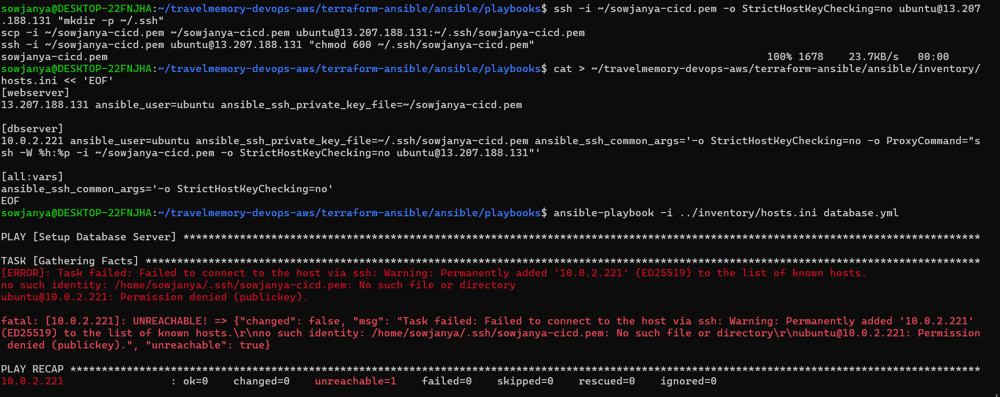 sowjanya@DESKTOP-22FNJHA:~/travelmemory-devops-aws/terraform-ansible/ansible/playbooks$ ssh -i ~/sowjanya-cicd.pem -o StrictHostKeyChecking=no ubuntu@13.207
.188.131 "mkdir -p ~/.ssh"
scp -i ~/sowjanya-cicd.pem ~/sowjanya-cicd.pem ubuntu@13.207.188.131:~/.ssh/sowjanya-cicd.pem
ssh -i ~/sowjanya-cicd.pem ubuntu@13.207.188.131 "chmod 600 ~/.ssh/sowjanya-cicd.pem"
sowjanya-cicd.pem 100% 1678 23.7KB/s 00:00
sowjanya@DESKTOP-22FNJHA:~/travelmemory-devops-aws/terraform-ansible/ansible/playbooks$ cat > ~/travelmemory-devops-aws/terraform-ansible/ansible/inventory/
hosts.ini << 'EOF'
[webserver]
13.207.188.131 ansible_user=ubuntu ansible_ssh_private_key_file=~/sowjanya-cicd.pem
[dbserver]
10.0.2.221 ansible_user=ubuntu ansible_ssh_private_key_file=~/.ssh/sowjanya-cicd.pem ansible_ssh_common_args='-o StrictHostKeyChecking=no -o ProxyCommand="s
sh -W %h:%p -i ~/sowjanya-cicd.pem -o StrictHostKeyChecking=no ubuntu@13.207.188.131"'
[all:vars]
ansible_ssh_common_args='-o StrictHostKeyChecking=no'
EOF
sowjanya@DESKTOP-22FNJHA:~/travelmemory-devops-aws/terraform-ansible/ansible/playbooks$ ansible-playbook -i ../inventory/hosts.ini database.yml
PLAY [Setup Database Server] *******************************************************************************************************************************
TASK [Gathering Facts] *************************************************************************************************************************************
[ERROR]: Task failed: Failed to connect to the host via ssh: Warning: Permanently added '10.0.2.221' (ED25519) to the list of known hosts.
no such identity: /home/sowjanya/.ssh/sowjanya-cicd.pem: No such file or directory
ubuntu@10.0.2.221: Permission denied (publickey).
fatal: [10.0.2.221]: UNREACHABLE! => {"changed": false, "msg": "Task failed: Failed to connect to the host via ssh: Warning: Permanently added '10.0.2.221'
(ED25519) to the list of known hosts.\r\nno such identity: /home/sowjanya/.ssh/sowjanya-cicd.pem: No such file or directory\r\nubuntu@10.0.2.221: Permission
denied (publickey).", "unreachable": true}
PLAY RECAP *************************************************************************************************************************************************
10.0.2.221 : ok=0 changed=0 unreachable=1 failed=0 skipped=0 rescued=0 ignored=0